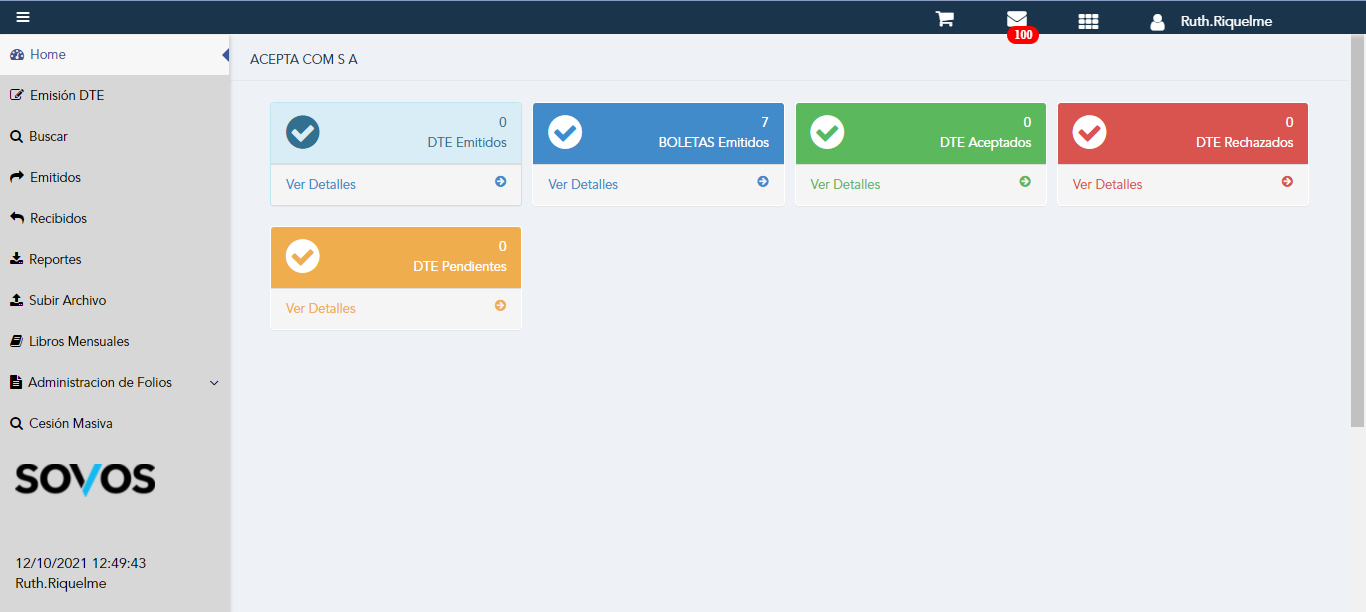 Ruth.Riquelme
100
Home
Emisión DTE
Buscar
Emitidos
Recibidos
Reportes
Subir Archivo
Libros Mensuales
Administracion de Folios
Cesión Masiva
SOVOS
12/10/2021 12:49:43
Ruth.Riquelme
ACEPTA COM S A
0
DTE Emitidos
Ver Detalles
7
BOLETAS Emitidos
Ver Detalles
0
DTE Aceptados
Ver Detalles
0
DTE Rechazados
Ver Detalles
0
DTE Pendientes
Ver Detalles